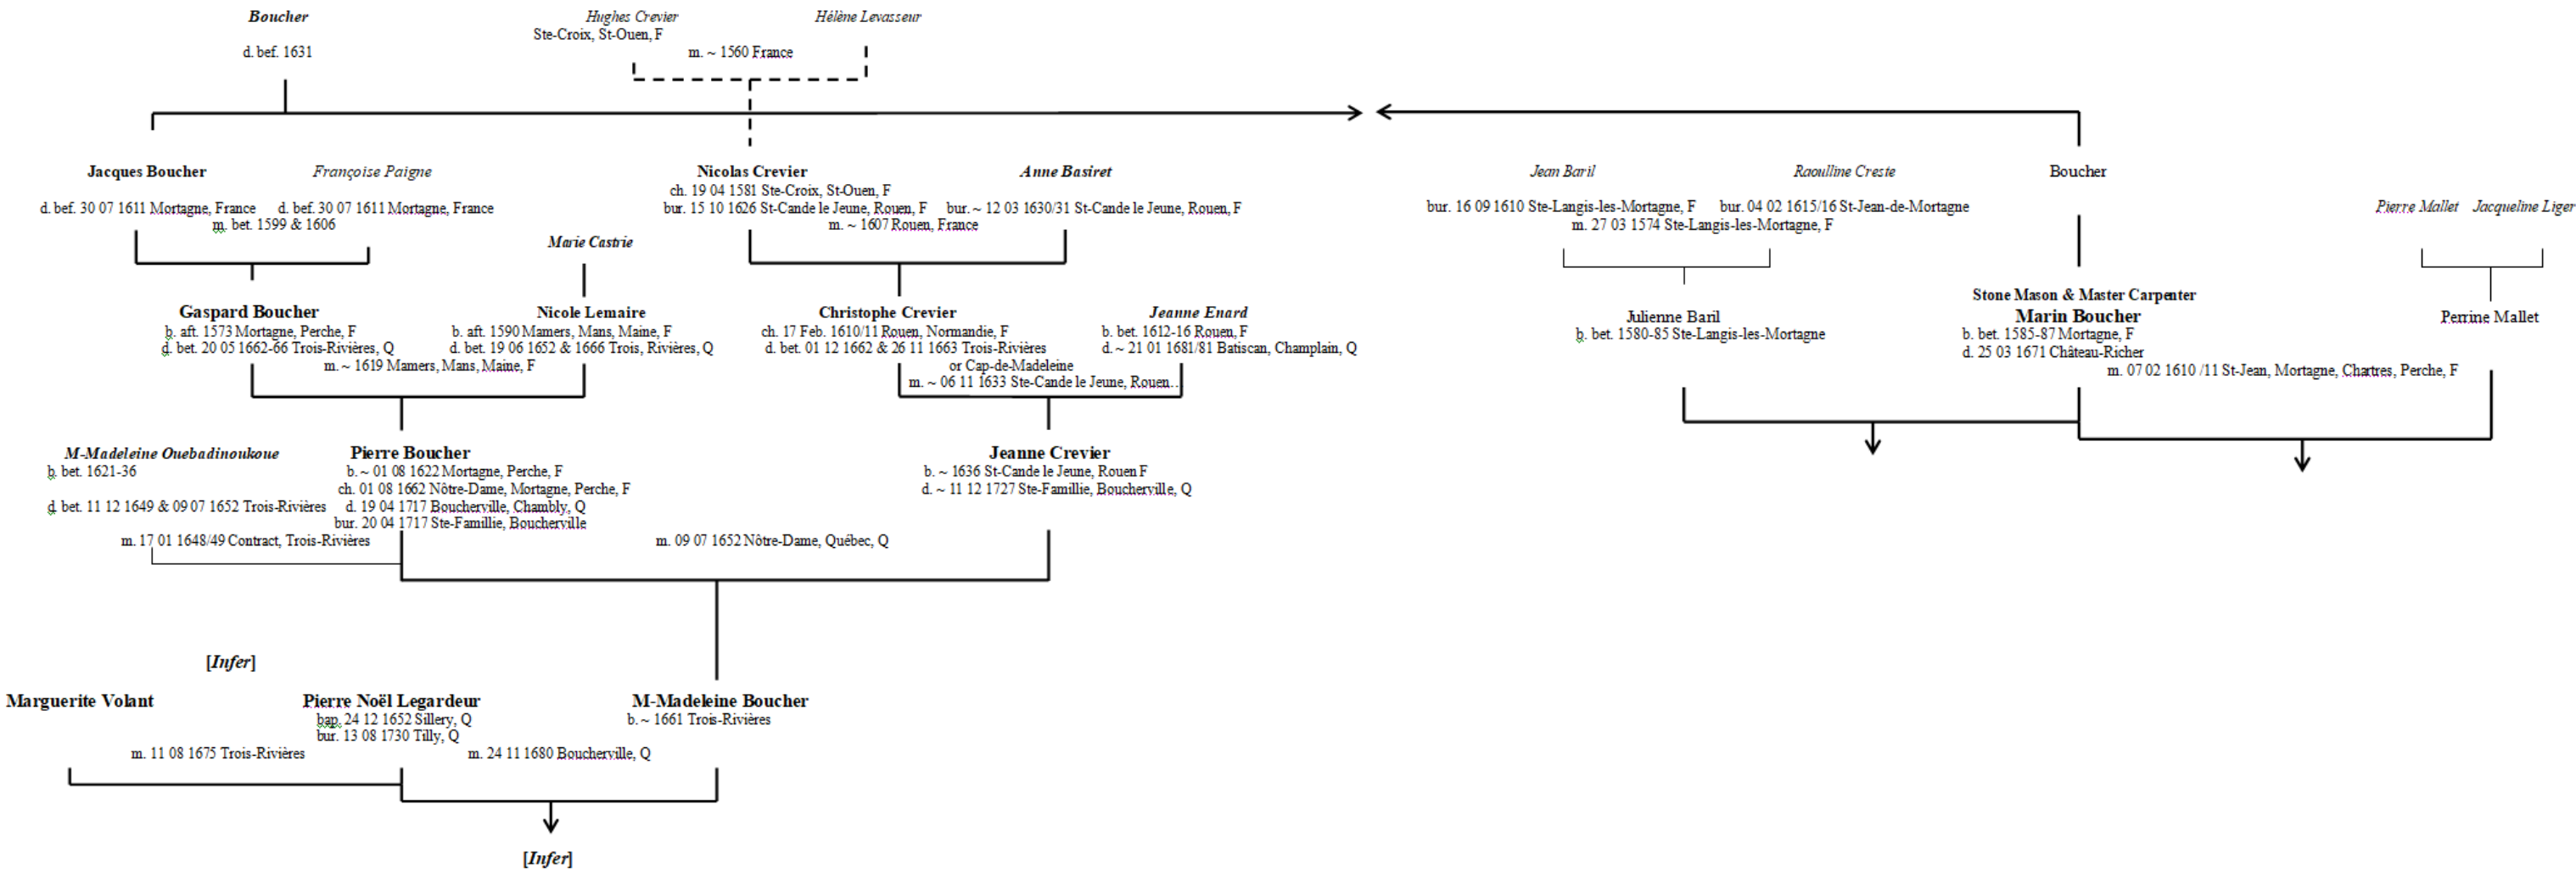 Boucher
Hughes Crevier
Hélène Levasseur
Ste-Croix, St-Ouen, F
d. bef. 1631
m. ~ 1560 France
Jacques Boucher
Françoise Paigne
Nicolas Crevier
Anne Basiret
Jean Baril
Raoulline Creste
Boucher
ch. 19 04 1581 Ste-Croix, St-Ouen, F
d. bef. 30 07 1611 Mortagne, France
d. bef. 30 07 1611 Mortagne, France
bur. 15 10 1626 St-Cande le Jeune, Rouen, F
bur. ~ 12 03 1630/31 St-Cande le Jeune, Rouen, F
bur. 16 09 1610 Ste-Langis-les-Mortagne, F
bur. 04 02 1615/16 St-Jean-de-Mortagne
Pierre Mallet
Jacqueline Liger
m. bet. 1599 & 1606
m. ~ 1607 Rouen, France
m. 27 03 1574 Ste-Langis-les-Mortagne, F
Marie Castrie
Stone Mason & Master Carpenter
Gaspard Boucher
Nicole Lemaire
Christophe Crevier
Jeanne Enard
Julienne Baril
Marin Boucher
Perrine Mallet
b. aft. 1573 Mortagne, Perche, F
b. aft. 1590 Mamers, Mans, Maine, F
ch. 17 Feb. 1610/11 Rouen, Normandie, F
b. bet. 1612-16 Rouen, F
b. bet. 1580-85 Ste-Langis-les-Mortagne
b. bet. 1585-87 Mortagne, F
d. bet. 20 05 1662-66 Trois-Rivières, Q
d. bet. 19 06 1652 & 1666 Trois, Rivières, Q
d. bet. 01 12 1662 & 26 11 1663 Trois-Rivières
d. ~ 21 01 1681/81 Batiscan, Champlain, Q
d. 25 03 1671 Château-Richer
m. ~ 1619 Mamers, Mans, Maine, F
or Cap-de-Madeleine
m. 07 02 1610 /11 St-Jean, Mortagne, Chartres, Perche, F
m. ~ 06 11 1633 Ste-Cande le Jeune, Rouen..
M-Madeleine Ouebadinoukoue
Pierre Boucher
Jeanne Crevier
b. bet. 1621-36
b. ~ 01 08 1622 Mortagne, Perche, F
b. ~ 1636 St-Cande le Jeune, Rouen F
ch. 01 08 1662 Nôtre-Dame, Mortagne, Perche, F
d. ~ 11 12 1727 Ste-Famillie, Boucherville, Q
d. bet. 11 12 1649 & 09 07 1652 Trois-Rivières
d. 19 04 1717 Boucherville, Chambly, Q
bur. 20 04 1717 Ste-Famillie, Boucherville
m. 17 01 1648/49 Contract, Trois-Rivières
m. 09 07 1652 Nôtre-Dame, Québec, Q
[Infer]
Marguerite Volant
Pierre Noël Legardeur
M-Madeleine Boucher
bap. 24 12 1652 Sillery, Q
b. ~ 1661 Trois-Rivières
bur. 13 08 1730 Tilly, Q
m. 11 08 1675 Trois-Rivières
m. 24 11 1680 Boucherville, Q
[Infer]